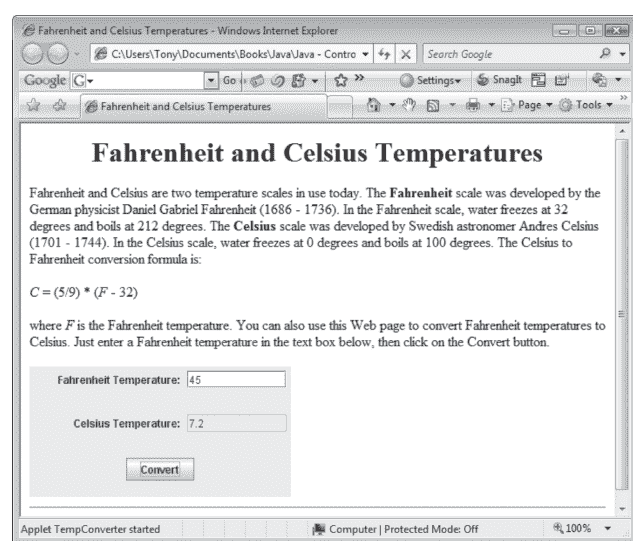 Fahrenheit and Celsius Temperatures - Windows Internet Explorer
C:\Users\Tony\Documents\Books\Java\Java - Contro
Search Google
Google G
Go
»
Settings
SnagIt
Fahrenheit and Celsius Temperatures
Page
Tools
»
Fahrenheit and Celsius Temperatures
Fahrenheit and Celsius are two temperature scales in use today. The Fahrenheit scale was developed by the
German physicist Daniel Gabriel Fahrenheit (1686 - 1736). In the Fahrenheit scale, water freezes at 32
degrees and boils at 212 degrees. The Celsius scale was developed by Swedish astronomer Andres Celsius
(1701 - 1744). In the Celsius scale, water freezes at 0 degrees and boils at 100 degrees. The Celsius to
Fahrenheit conversion formula is:
C = (5/9) * (F - 32)
where F is the Fahrenheit temperature. You can also use this Web page to convert Fahrenheit temperatures to
Celsius. Just enter a Fahrenheit temperature in the text box below, then click on the Convert button.
Fahrenheit Temperature: 45
Celsius Temperature: 7.2
Convert
Applet TempConverter started
Computer | Protected Mode: Off
100%